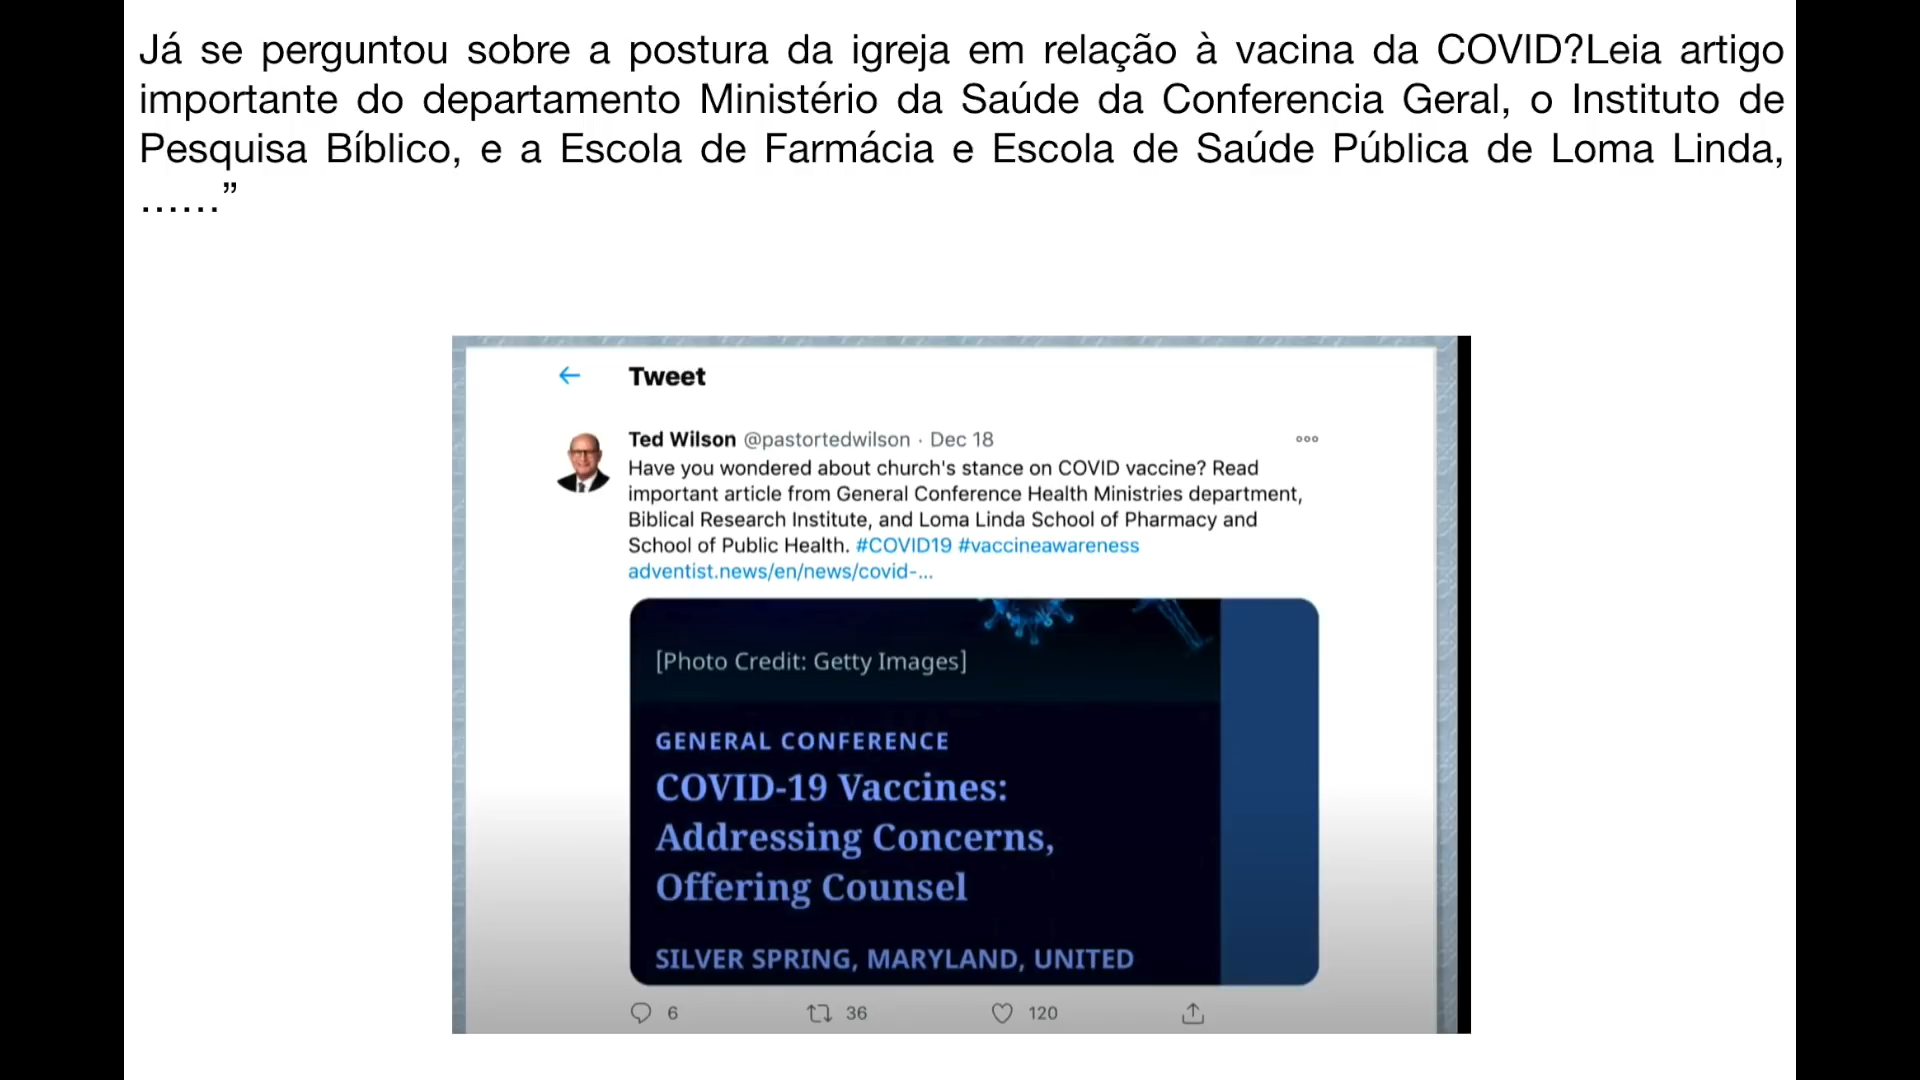 Já se perguntou sobre a postura da igreja em relação à vacina da COVID?Leia artigo
importante do departamento Ministério da Saúde da Conferencia Geral, o Instituto de
Pesquisa Bíblico, e a Escola de Farmácia e Escola de Saúde Pública de Loma Linda,
……”
Tweet
Ted Wilson @pastortedwilson · Dec 18
Have you wondered about church's stance on COVID vaccine? Read
important article from General Conference Health Ministries department,
Biblical Research Institute, and Loma Linda School of Pharmacy and
School of Public Health. #COVID19 #vaccineawareness
adventist.news/en/news/covid-...
[Photo Credit: Getty Images]
GENERAL CONFERENCE
COVID-19 Vaccines:
Addressing Concerns,
Offering Counsel
SILVER SPRING, MARYLAND, UNITED
6 36 120